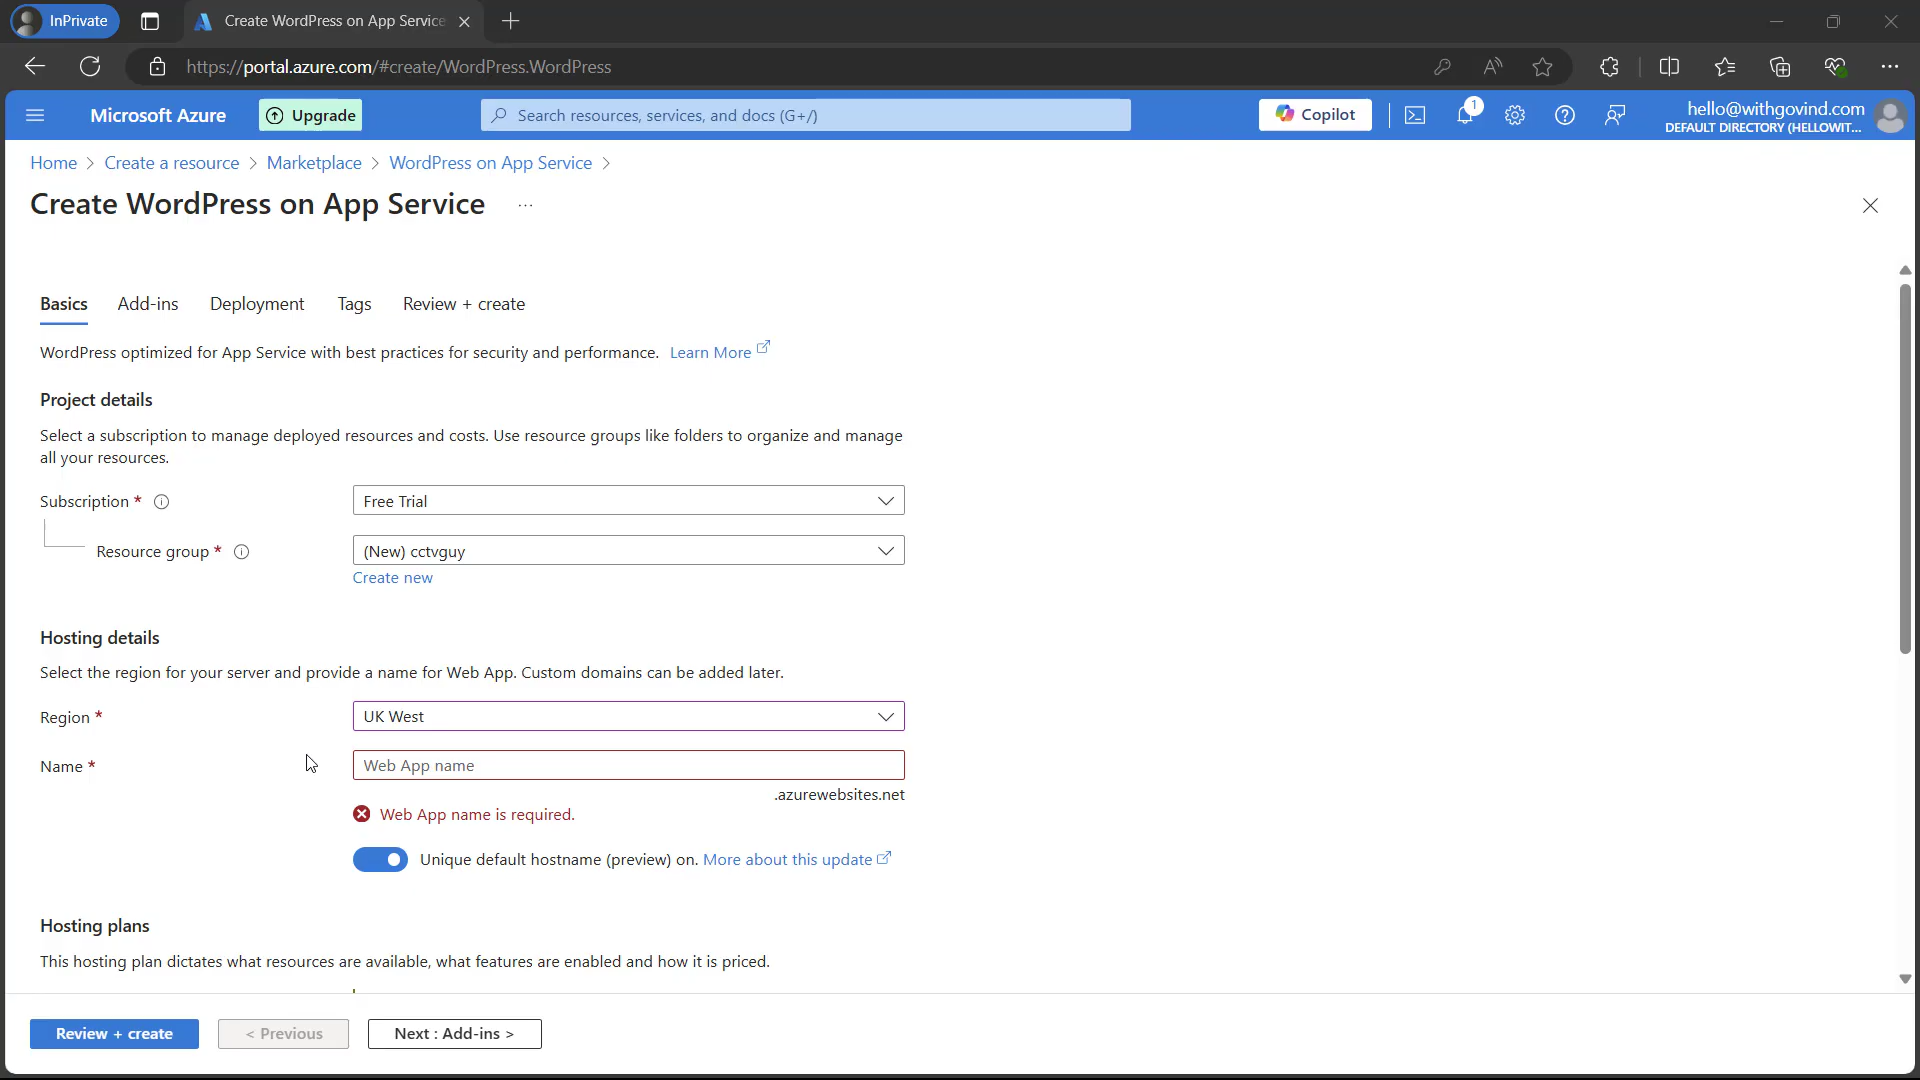 InPrivate
Create WordPress on App Service
https://portal.azure.com/#create/WordPress.WordPress
Microsoft Azure
Upgrade
Search resources, services, and docs (G+/)
Copilot
1
hello@withgovind.com
DEFAULT DIRECTORY (HELLOWIT...
Home > Create a resource > Marketplace > WordPress on App Service >
Create WordPress on App Service ...
Basics Add-ins Deployment Tags Review + create
WordPress optimized for App Service with best practices for security and performance. Learn More
Project details
Select a subscription to manage deployed resources and costs. Use resource groups like folders to organize and manage
all your resources.
Subscription *
Free Trial
Resource group *
(New) cctvguy
Create new
Hosting details
Select the region for your server and provide a name for Web App. Custom domains can be added later.
Region *
UK West
Name *
Web App name
.azurewebsites.net
Web App name is required.
Unique default hostname (preview) on. More about this update
Hosting plans
This hosting plan dictates what resources are available, what features are enabled and how it is priced.
Review + create
< Previous
Next : Add-ins >